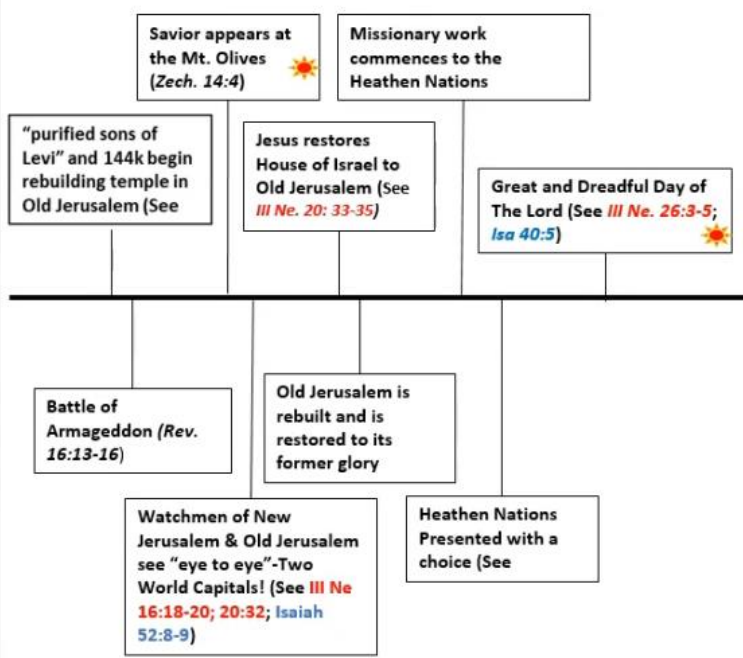 Savior appears at
the Mt. Olives
(Zech. 14:4)
Missionary work
commences to the
Heathen Nations
“purified sons of
Levi” and 144k begin
rebuilding temple in
Old Jerusalem (See
Jesus restores
House of Israel to
Old Jerusalem (See
III Ne. 20: 33-35)
Great and Dreadful Day of
The Lord (See III Ne. 26:3-5;
Isa 40:5)
Battle of
Armageddon (Rev.
16:13-16)
Old Jerusalem is
rebuilt and is
restored to its
former glory
Watchmen of New
Jerusalem & Old Jerusalem
see “eye to eye”-Two
World Capitals! (See III Ne
16:18-20; 20:32; Isaiah
52:8-9)
Heathen Nations
Presented with a
choice (See